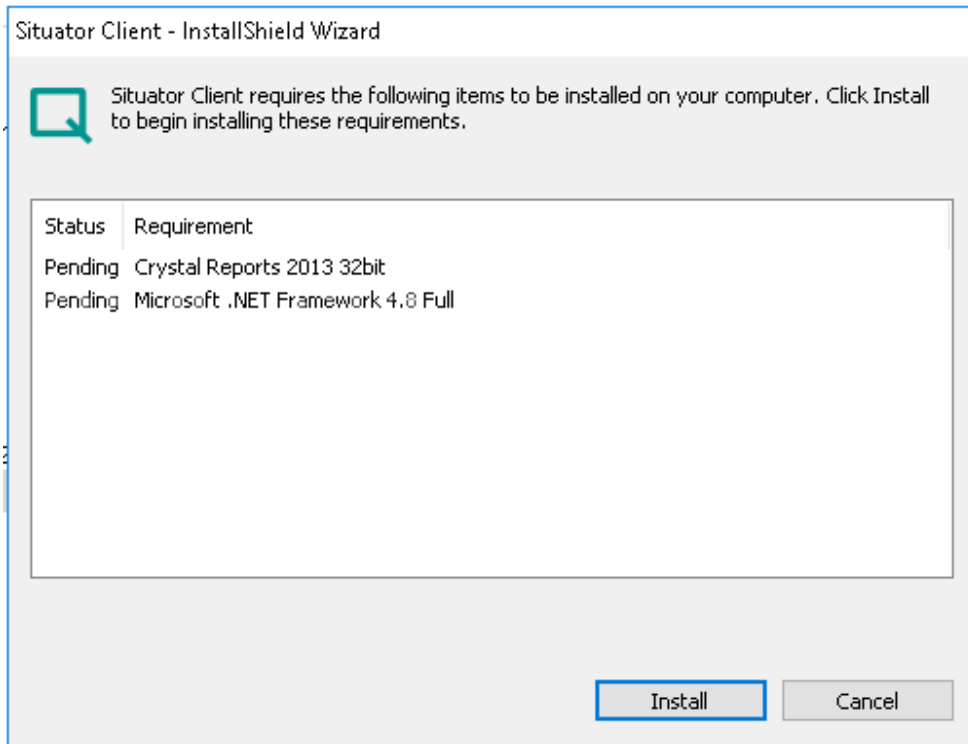 Situator Client - InstallShield Wizard
Situator Client requires the following items to be installed on your computer. Click Install
to begin installing these requirements.
Status Requirement
Pending Crystal Reports 2013 32bit
Pending Microsoft .NET Framework 4.8 Full
Install Cancel